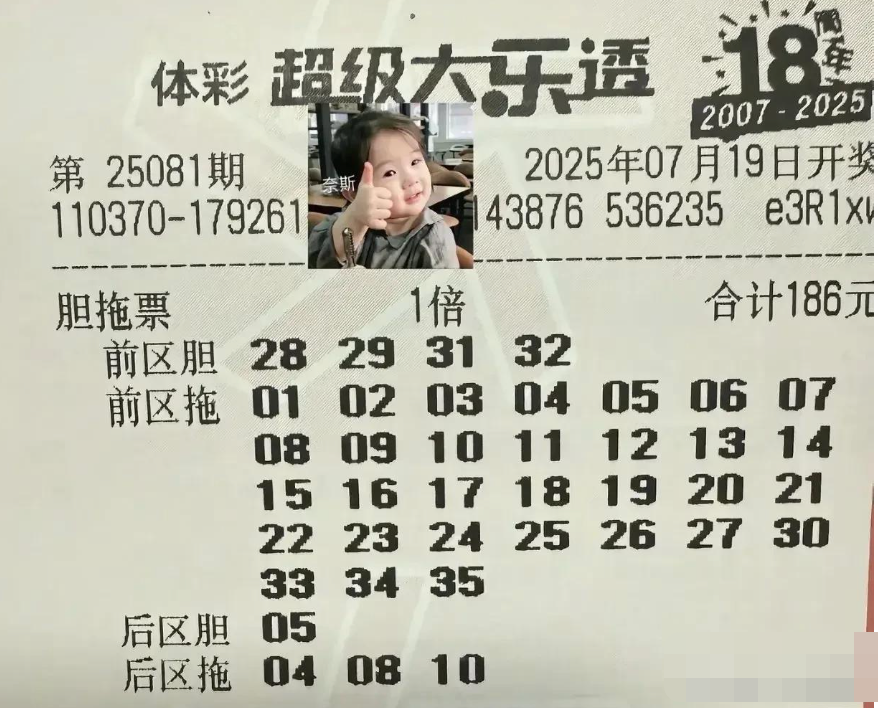 体彩 超级大乐透 18周年
2007-2025
第 25081期 2025年07月19日开奖
奈斯
110370-179261 143876 536235 e3R1x
胆拖票 1倍 合计186元
前区胆 28 29 31 32
前区拖 01 02 03 04 05 06 07
08 09 10 11 12 13 14
15 16 17 18 19 20 21
22 23 24 25 26 27 30
33 34 35
后区胆 05
后区拖 04 08 10